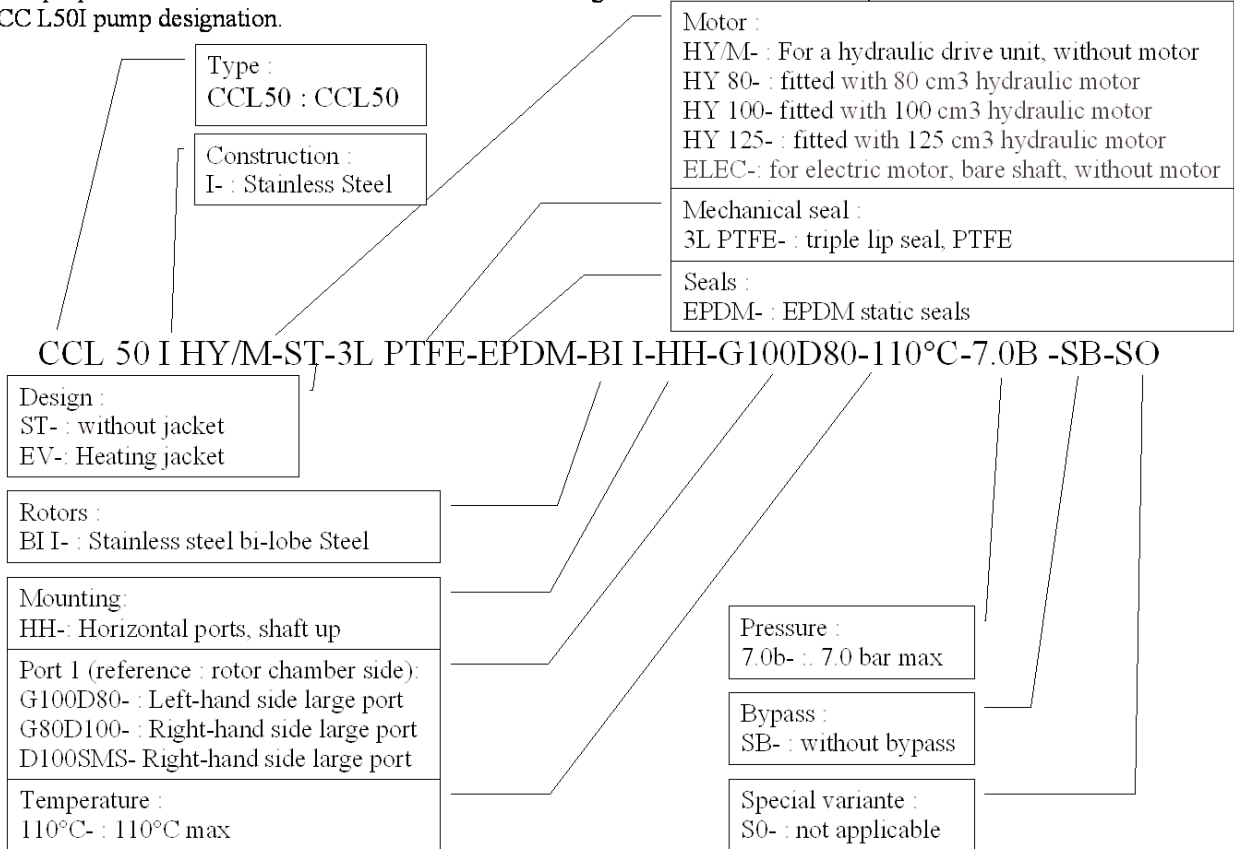 CC L50I pump designation.
Type :
CCL50 : CCL50
Construction :
I- : Stainless Steel
Motor :
HY/M- : For a hydraulic drive unit, without motor
HY 80- : fitted with 80 cm3 hydraulic motor
HY 100- fitted with 100 cm3 hydraulic motor
HY 125- : fitted with 125 cm3 hydraulic motor
ELEC-: for electric motor, bare shaft, without motor
Mechanical seal :
3L PTFE- : triple lip seal, PTFE
Seals :
EPDM- : EPDM static seals
CCL 50 I HY/M-ST-3L PTFE-EPDM-BI I-HH-G100D80-110°C-7.0B -SB-SO
Design :
ST- : without jacket
EV-: Heating jacket
Rotors :
BI I- : Stainless steel bi-lobe Steel
Mounting:
HH-: Horizontal ports, shaft up
Port 1 (reference : rotor chamber side):
G100D80- : Left-hand side large port
G80D100- : Right-hand side large port
D100SMS- Right-hand side large port
Temperature :
110°C- : 110°C max
Pressure :
7.0b- :. 7.0 bar max
Bypass :
SB- : without bypass
Special variante :
S0- : not applicable